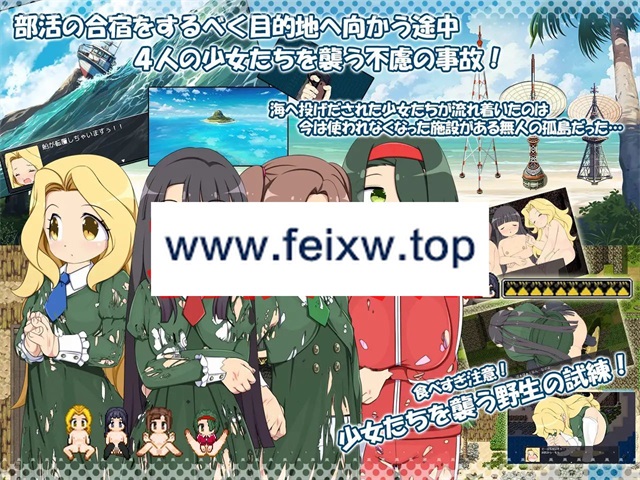 部活の合宿をするべく目的地へ向かう途中
4人の少女たちを襲う不慮の事故！
海へ投げだされた少女たちが流れ着いたのは
今は使われなくなった施設がある無人の孤島だった…
船が転覆しちゃいますぅ！！
www.feixw.top
食べすぎ注意！
少女たちを襲う野生の試練！